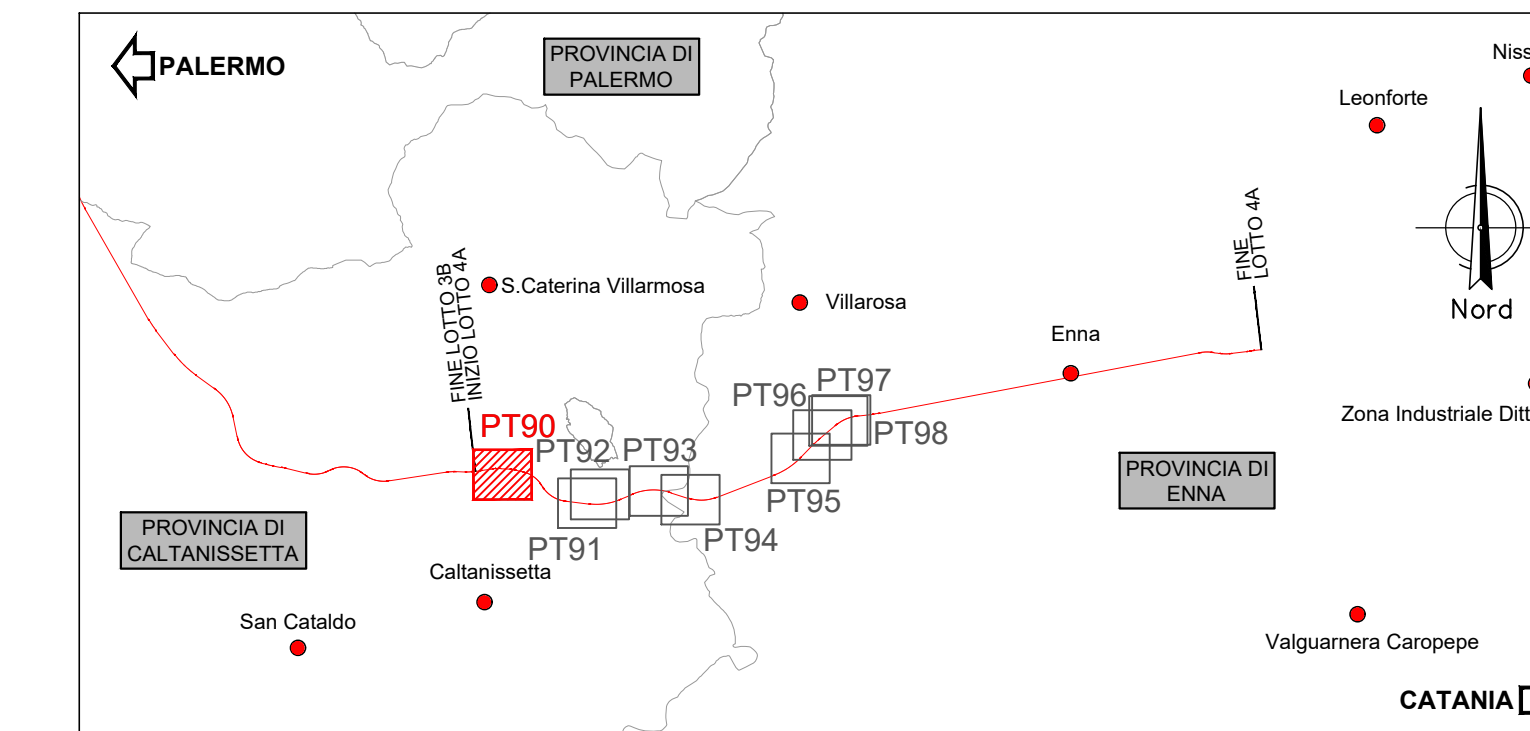 PALERMO
PROVINCIA DI
PALERMO
Niss
Leonforte
Nord
FINE
LOTTO 4A
FINE LOTTO 3B
INIZIO LOTTO 4A
S.Caterina Villarmosa
Villarosa
Enna
PT90
PT92
PT93
PT96
PT97
PT98
PT95
PT91
PT94
Zona Industriale Ditt
PROVINCIA DI
ENNA
PROVINCIA DI
CALTANISSETTA
Caltanissetta
San Cataldo
Valguarnera Caropepe
CATANIA